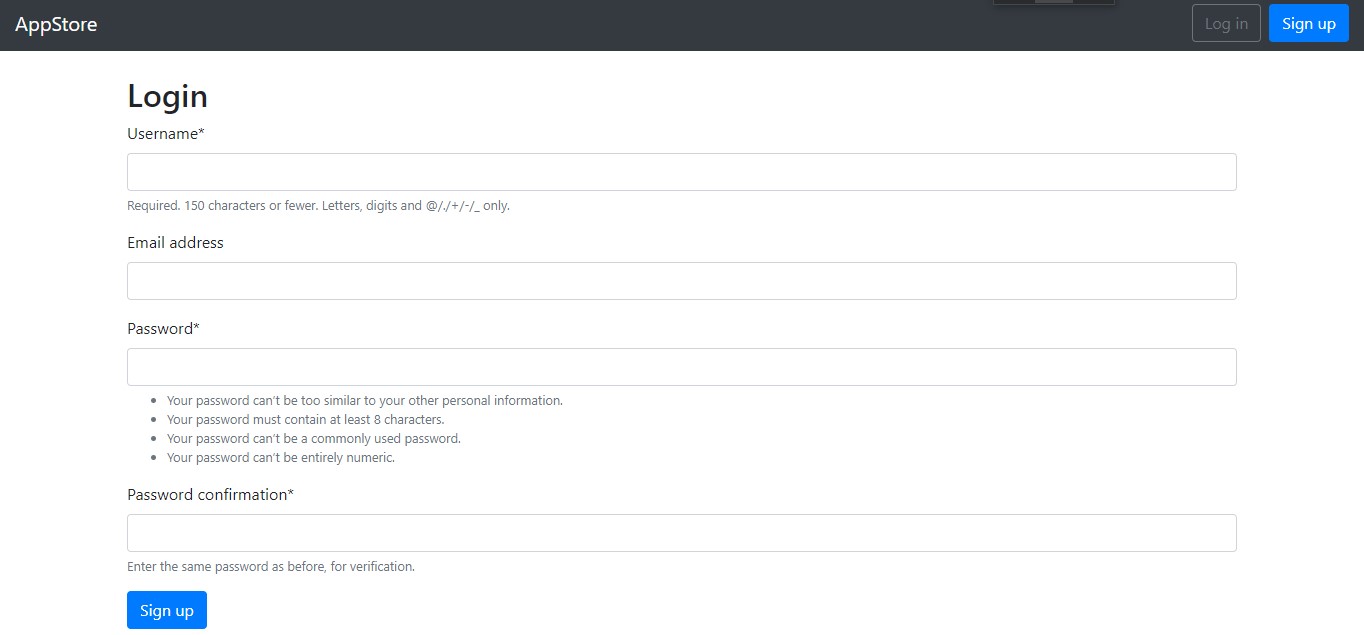 AppStore
Log in
Sign up
Login
Username*
Required. 150 characters or fewer. Letters, digits and @/./+/-/_ only.
Email address
Password*
Your password can't be too similar to your other personal information.
Your password must contain at least 8 characters.
Your password can't be a commonly used password.
Your password can't be entirely numeric.
Password confirmation*
Enter the same password as before, for verification.
Sign up